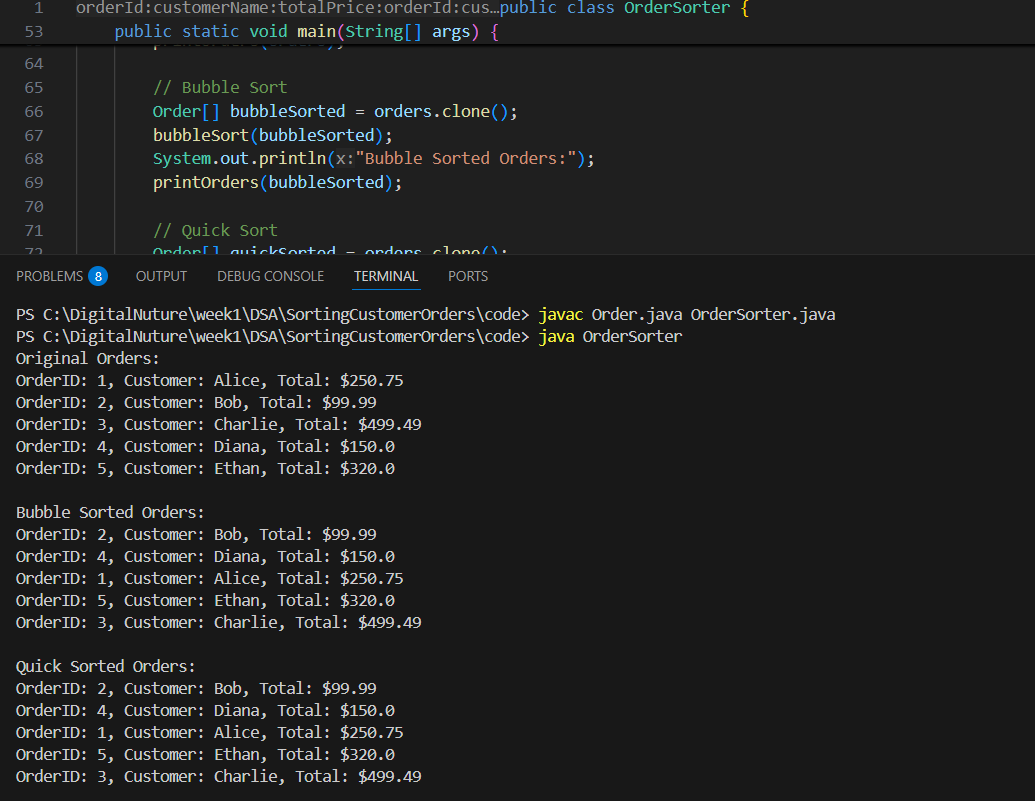 1 orderId:customerName:totalPrice:orderId:cus…public class OrderSorter {
53 public static void main(String[] args) {
64
65 // Bubble Sort
66 Order[] bubbleSorted = orders.clone();
67 bubbleSort(bubbleSorted);
68 System.out.println(x:"Bubble Sorted Orders:");
69 printOrders(bubbleSorted);
70
71 // Quick Sort
72 Order[] quickSorted = orders.clone();
PROBLEMS 8 OUTPUT DEBUG CONSOLE TERMINAL PORTS
PS C:\DigitalNuture\week1\DSA\SortingCustomerOrders\code> javac Order.java OrderSorter.java
PS C:\DigitalNuture\week1\DSA\SortingCustomerOrders\code> java OrderSorter
Original Orders:
OrderID: 1, Customer: Alice, Total: $250.75
OrderID: 2, Customer: Bob, Total: $99.99
OrderID: 3, Customer: Charlie, Total: $499.49
OrderID: 4, Customer: Diana, Total: $150.0
OrderID: 5, Customer: Ethan, Total: $320.0
Bubble Sorted Orders:
OrderID: 2, Customer: Bob, Total: $99.99
OrderID: 4, Customer: Diana, Total: $150.0
OrderID: 1, Customer: Alice, Total: $250.75
OrderID: 5, Customer: Ethan, Total: $320.0
OrderID: 3, Customer: Charlie, Total: $499.49
Quick Sorted Orders:
OrderID: 2, Customer: Bob, Total: $99.99
OrderID: 4, Customer: Diana, Total: $150.0
OrderID: 1, Customer: Alice, Total: $250.75
OrderID: 5, Customer: Ethan, Total: $320.0
OrderID: 3, Customer: Charlie, Total: $499.49